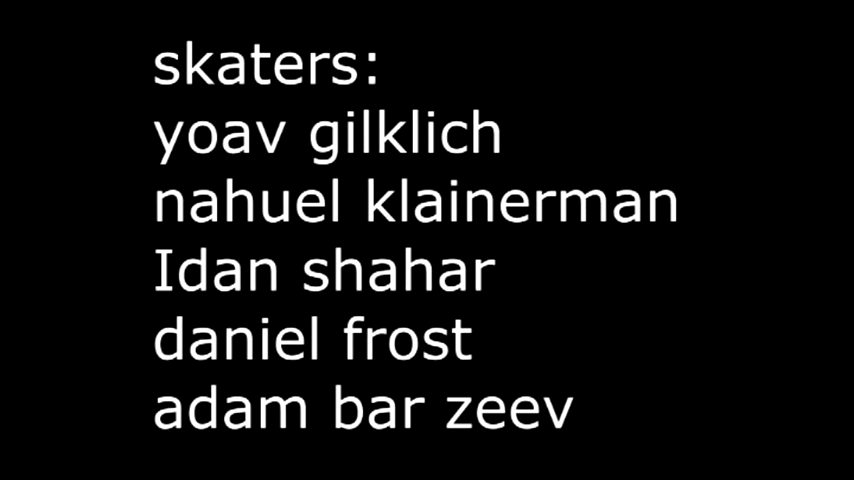 skaters:
yoav gilklich
nahuel klainerman
Idan shahar
daniel frost
adam bar zeev